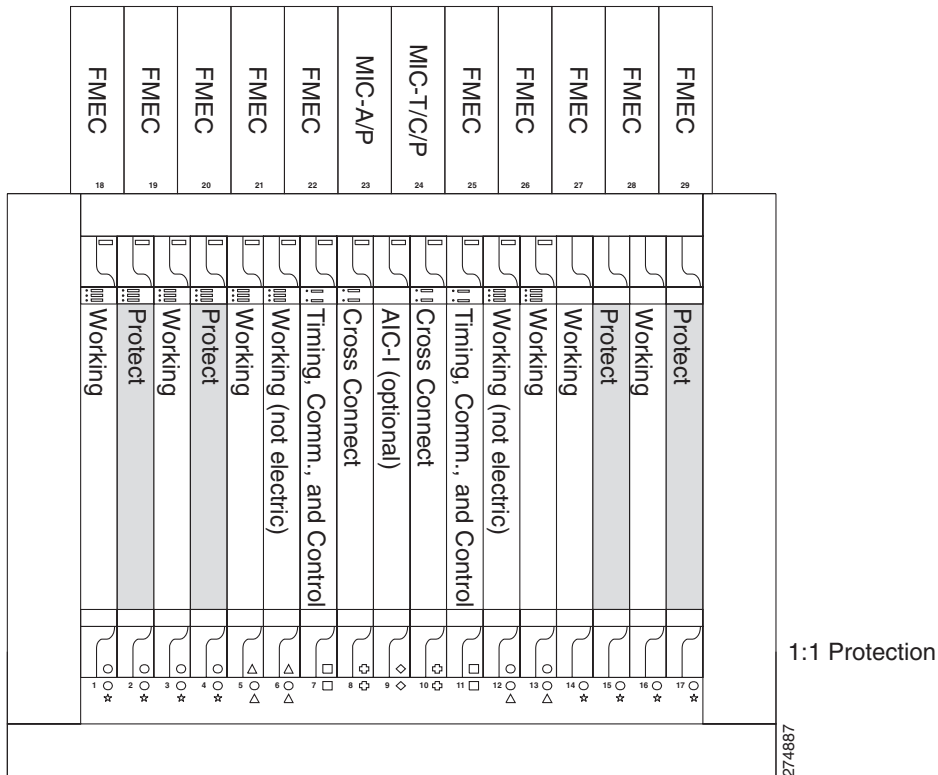 FMEC
FMEC
FMEC
FMEC
FMEC
MIC-A/P
MIC-T/C/P
FMEC
FMEC
FMEC
FMEC
FMEC
18
19
20
21
22
23
24
25
26
27
28
29
Working
Protect
Working
Protect
Working
Working (not electric)
Timing, Comm., and Control
Cross Connect
AIC-I (optional)
Cross Connect
Timing, Comm., and Control
Working (not electric)
Working
Working
Protect
Working
Protect
1
2
3
4
5
6
7
8
9
10
11
12
13
14
15
16
17
1:1 Protection
274887